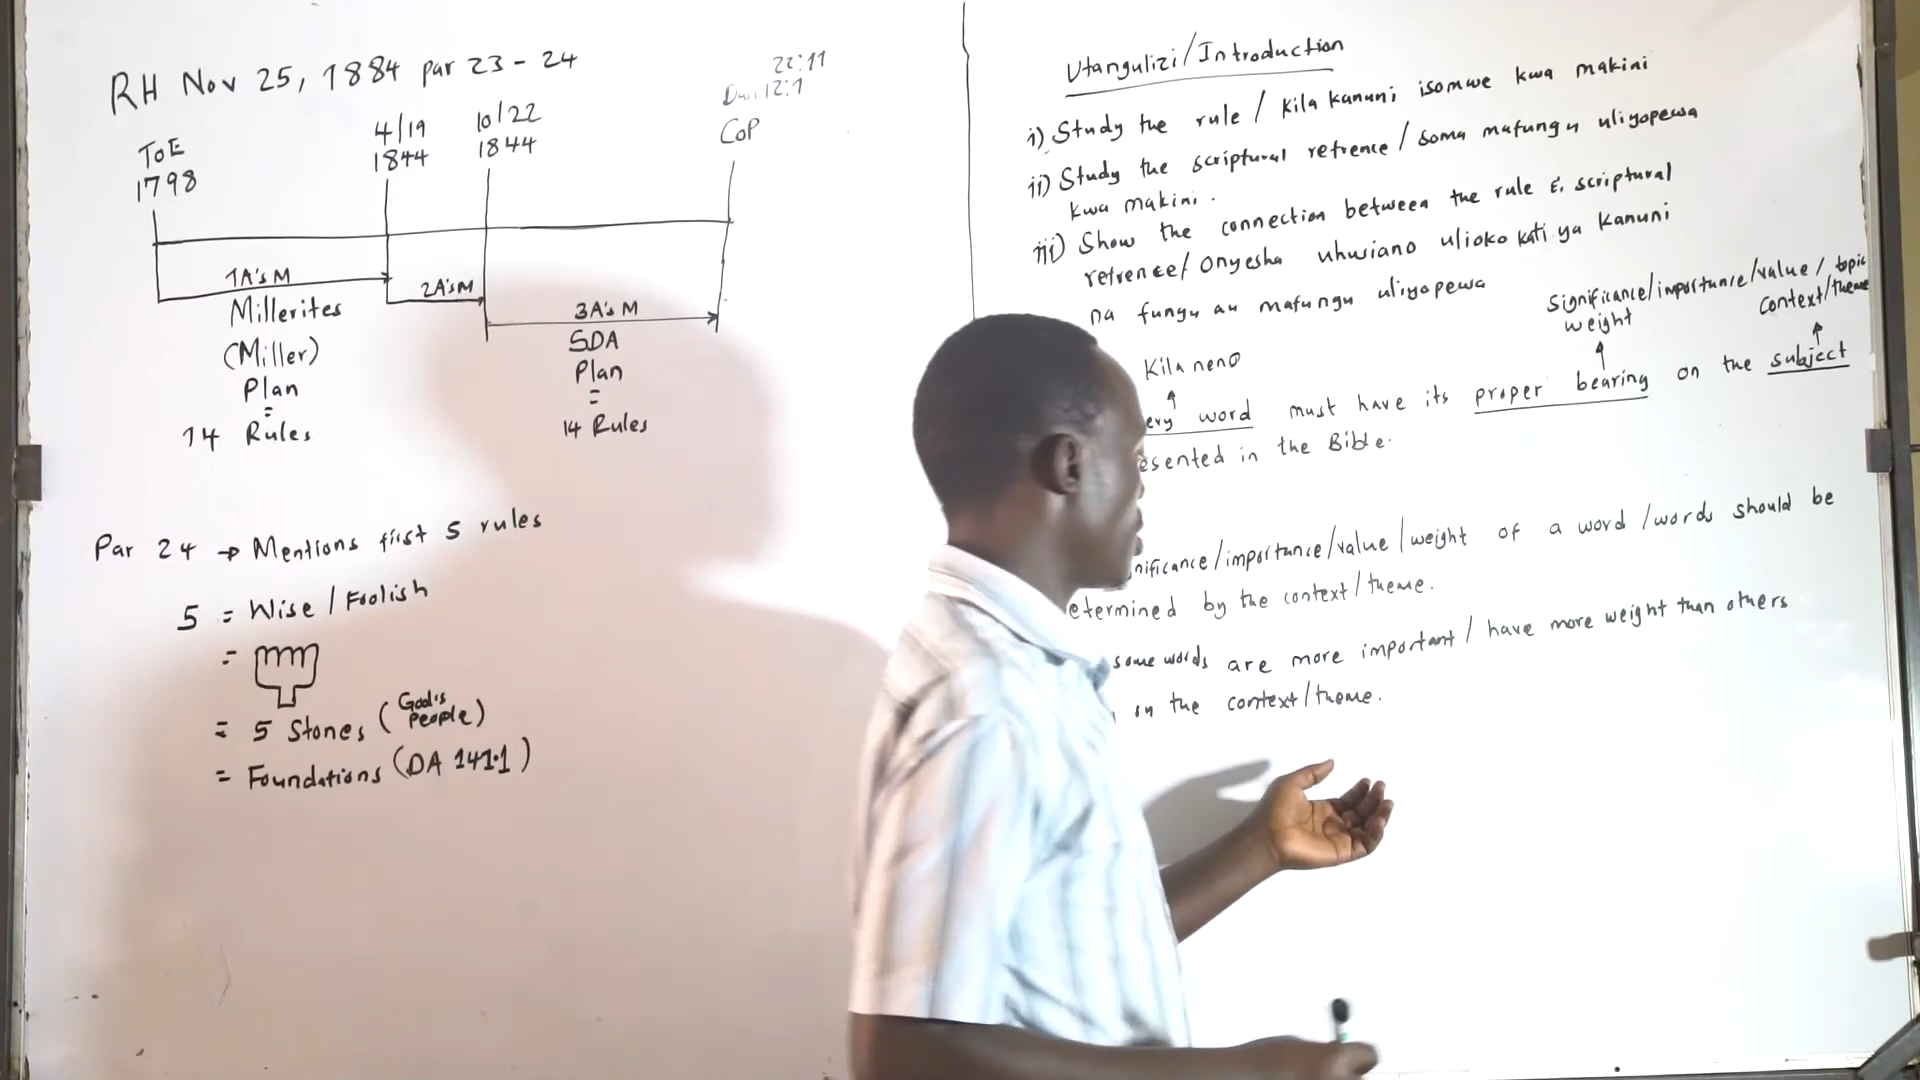 RH Nov 25, 1884 par 23 - 24
ToE
1798
4/19
1844
10/22
1844
22:11
Dan 12:1
CoP
1A's M
2A's M
3A's M
Millerites
(Miller)
Plan
=
14 Rules
SDA
Plan
=
14 Rules
Par 24 → Mentions first 5 rules
5 = Wise / Foolish
=
= 5 Stones (God's people)
= Foundations (DA 141.1)
Utangulizi/Introduction
i) Study the rule / kila kanuni isomwe kwa makini
ii) Study the scriptural refrence / soma mafungu uliyopewa
kwa makini.
iii) Show the connection between the rule & scriptural
refrence/ Onyesha uhusiano ulioko kati ya kanuni
na fungu au mafungu uliyopewa
Significance/importance/value/
weight
topic
context/theme
Kila neno
ery word must have its proper bearing on the subject
esented in the Bible.
nificance/importance/value/weight of a word/words should be
etermined by the context/theme.
some words are more important/have more weight than others
on the context/theme.